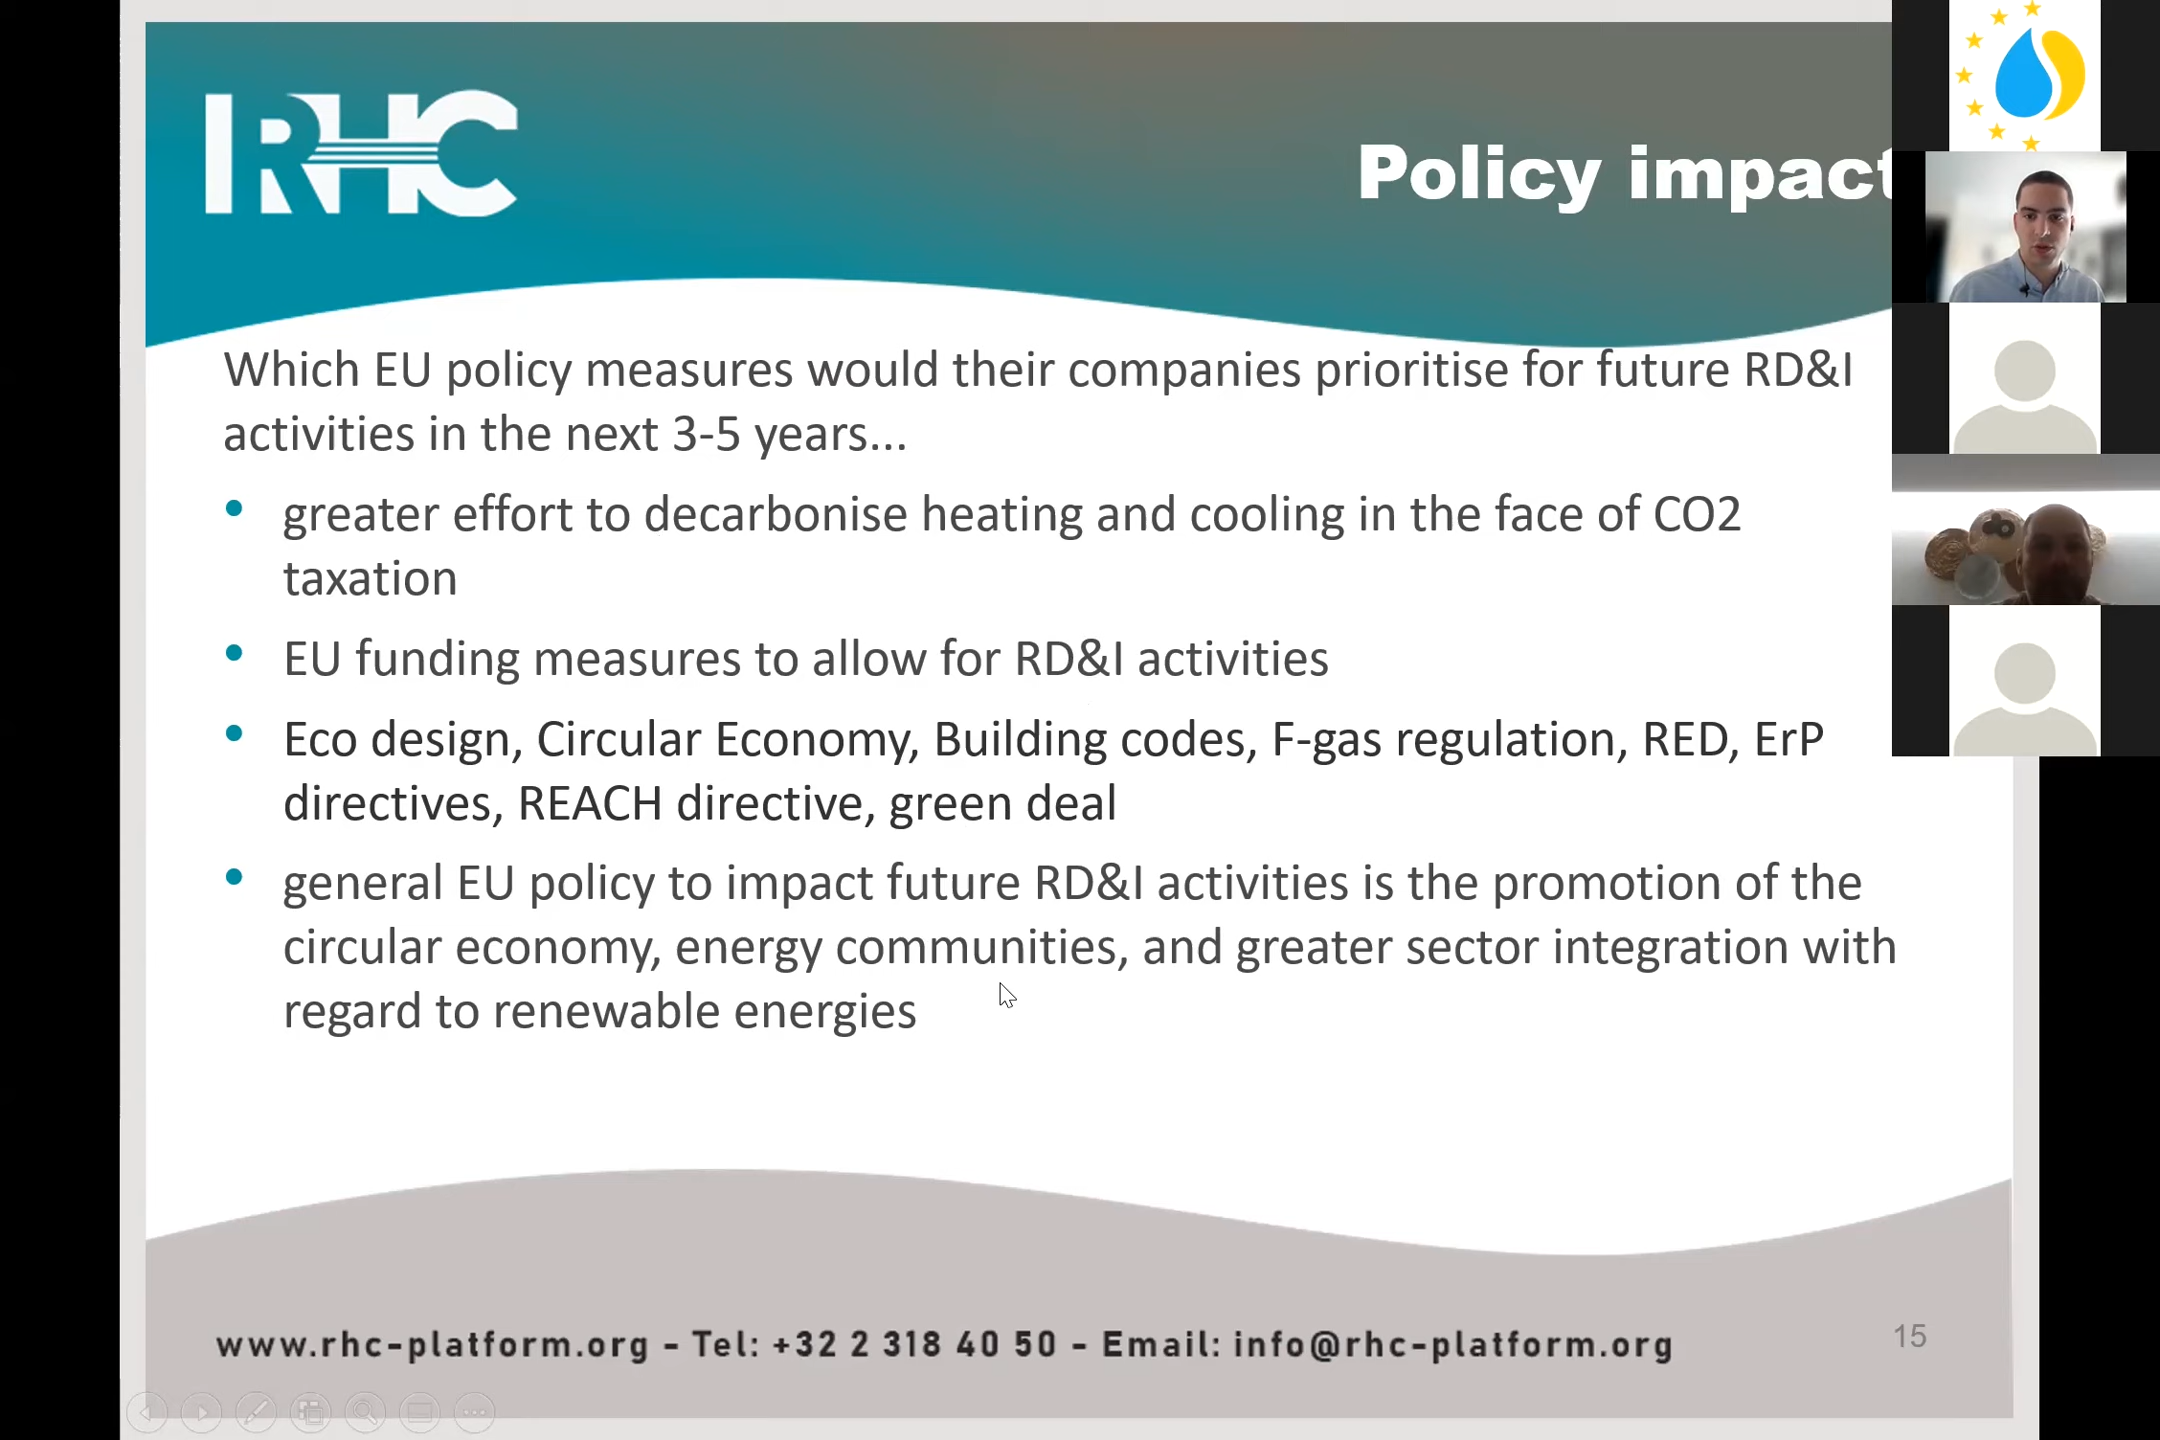 RHC
Policy impact
Which EU policy measures would their companies prioritise for future RD&I
activities in the next 3-5 years...
• greater effort to decarbonise heating and cooling in the face of CO2
taxation
• EU funding measures to allow for RD&I activities
• Eco design, Circular Economy, Building codes, F-gas regulation, RED, ErP
directives, REACH directive, green deal
• general EU policy to impact future RD&I activities is the promotion of the
circular economy, energy communities, and greater sector integration with
regard to renewable energies
www.rhc-platform.org - Tel: +32 2 318 40 50 - Email: info@rhc-platform.org
15